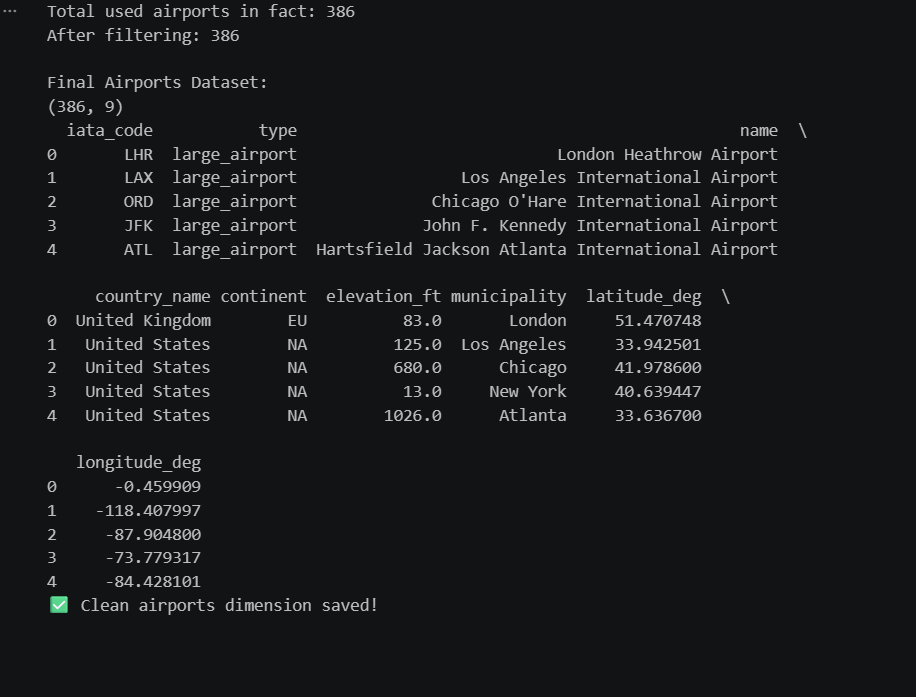 ...
Total used airports in fact: 386
After filtering: 386
Final Airports Dataset:
(386, 9)
iata_code type name \
0 LHR large_airport London Heathrow Airport
1 LAX large_airport Los Angeles International Airport
2 ORD large_airport Chicago O'Hare International Airport
3 JFK large_airport John F. Kennedy International Airport
4 ATL large_airport Hartsfield Jackson Atlanta International Airport
country_name continent elevation_ft municipality latitude_deg \
0 United Kingdom EU 83.0 London 51.470748
1 United States NA 125.0 Los Angeles 33.942501
2 United States NA 680.0 Chicago 41.978600
3 United States NA 13.0 New York 40.639447
4 United States NA 1026.0 Atlanta 33.636700
longitude_deg
0 -0.459909
1 -118.407997
2 -87.904800
3 -73.779317
4 -84.428101
✅ Clean airports dimension saved!